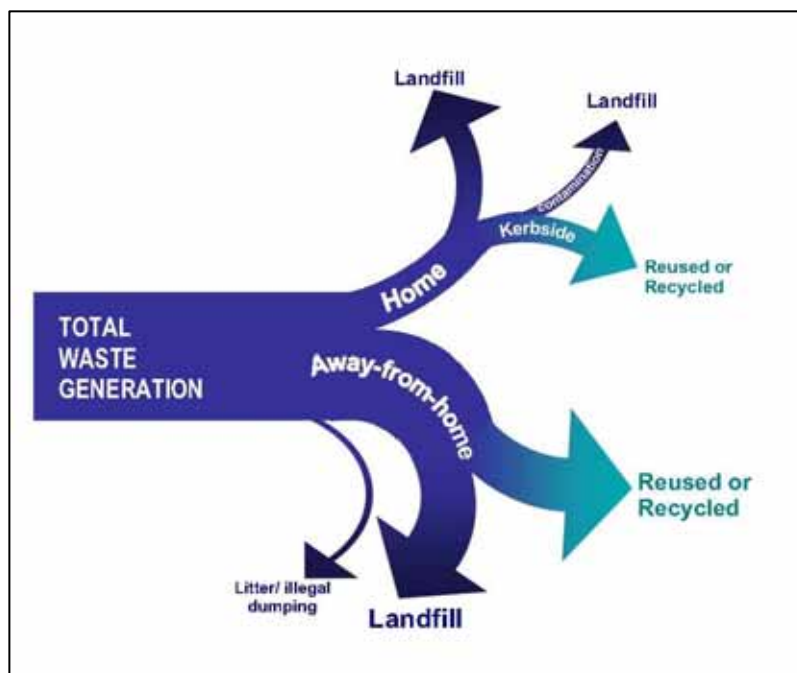 Landfill
Landfill
contamination
Kerbside
Reused or
Recycled
Home
TOTAL
WASTE
GENERATION
Away-from-home
Reused or
Recycled
Litter/ illegal
dumping
Landfill